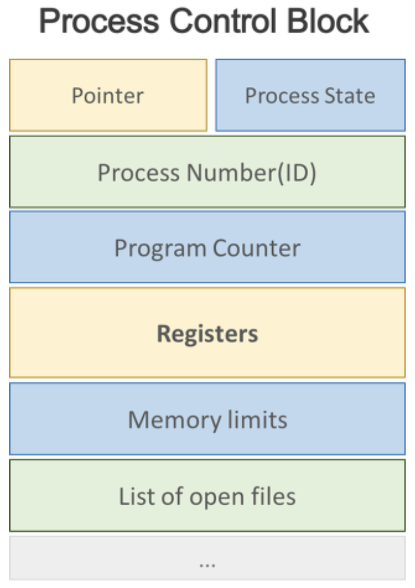 Process Control Block
Pointer
Process State
Process Number(ID)
Program Counter
Registers
Memory limits
List of open files
...